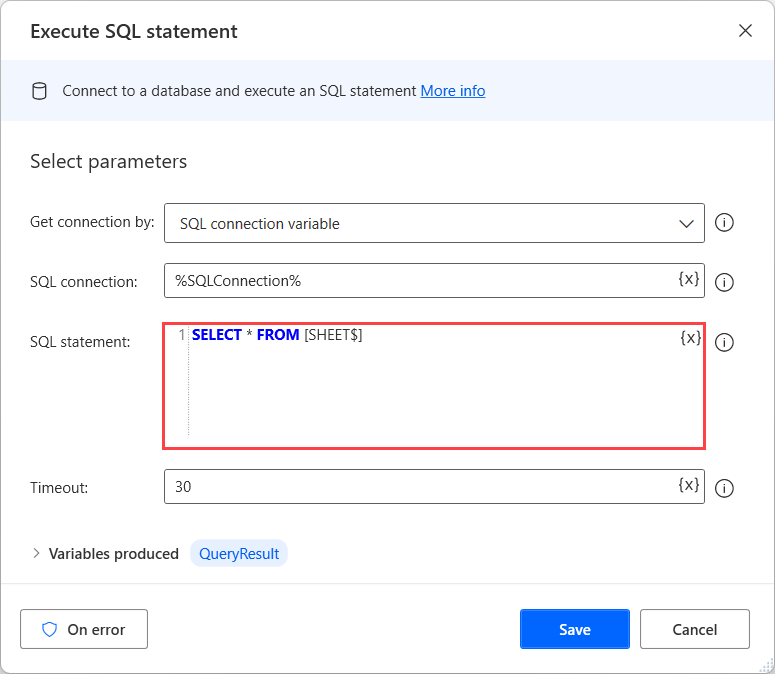 Execute SQL statement
Connect to a database and execute an SQL statement More info
Select parameters
Get connection by: SQL connection variable
SQL connection: %SQLConnection% {x}
SQL statement: 1 SELECT * FROM [SHEET$] {x}
Timeout: 30 {x}
Variables produced QueryResult
On error Save Cancel